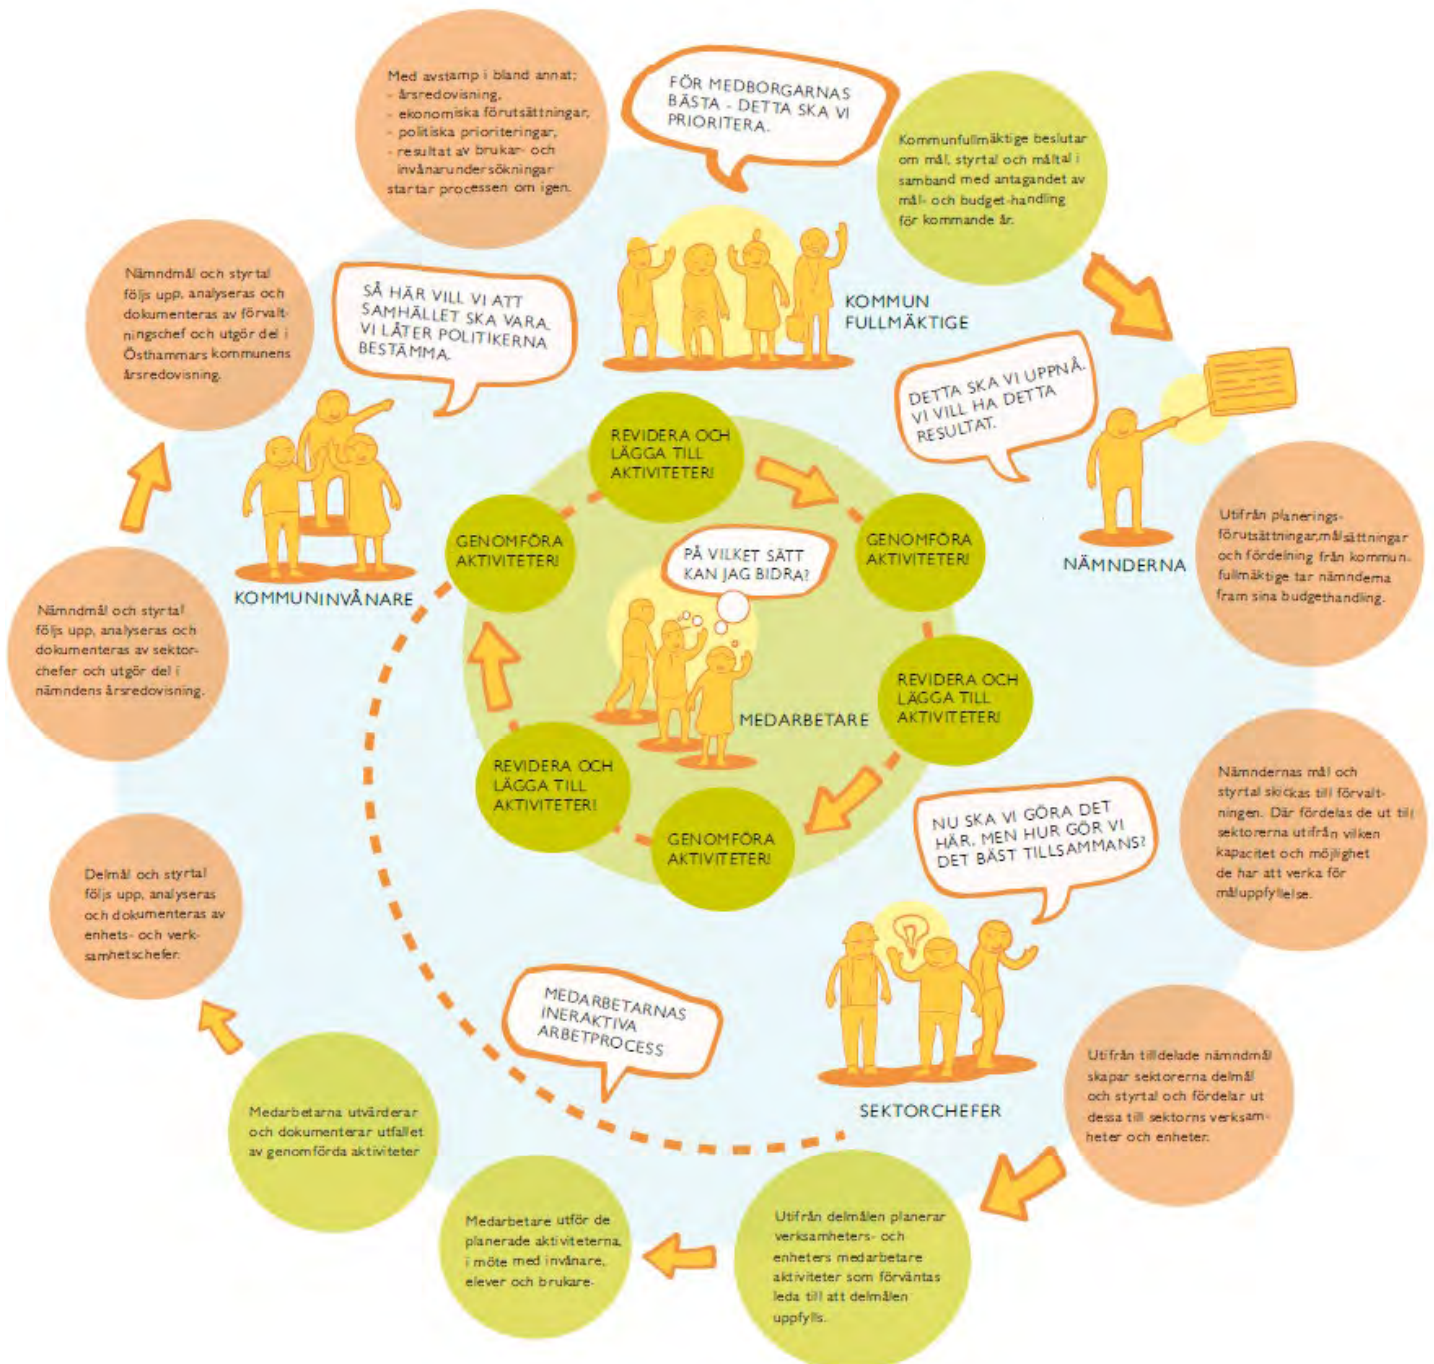 Med avstamp i bland annat;
- årsredovisning,
- ekonomiska förutsättningar,
- politiska prioriteringar,
- resultat av brukar- och
invånarundersökningar
startar processen om igen.
FÖR MEDBORGARNAS
BÄSTA - DETTA SKA VI
PRIORITERA.
Kommunfullmäktige beslutar
om mål, styrtal och måltal i
samband med antagandet av
mål- och budget-handling
för kommande år.
KOMMUN
FULLMÄKTIGE
Nämndmål och styrtal
följs upp, analyseras och
dokumenteras av förvalt-
ningschef och utgör del i
Östhammars kommunens
årsredovisning.
SÅ HÄR VILL VI ATT
SAMHÄLLET SKA VARA.
VI LÅTER POLITIKERNA
BESTÄMMA.
KOMMUNINVÅNARE
DETTA SKA VI UPPNÅ.
VI VILL HA DETTA
RESULTAT.
NÄMNDERNA
Utifrån planerings-
förutsättningar,målsättningar
och fördelning från kommun-
fullmäktige tar nämnderna
fram sina budgethandling.
REVIDERA OCH
LÄGGA TILL
AKTIVITETER!
GENOMFÖRA
AKTIVITETER!
GENOMFÖRA
AKTIVITETER!
PÅ VILKET SÄTT
KAN JAG BIDRA?
MEDARBETARE
REVIDERA OCH
LÄGGA TILL
AKTIVITETER!
REVIDERA OCH
LÄGGA TILL
AKTIVITETER!
GENOMFÖRA
AKTIVITETER!
Nämndmål och styrtal
följs upp, analyseras och
dokumenteras av sektor-
chefer och utgör del i
nämndens årsredovisning.
Nämndernas mål och
styrtal skickas till förvalt-
ningen. Där fördelas de ut till
sektorerna utifrån vilken
kapacitet och möjlighet
de har att verka för
måluppfyllelse.
NU SKA VI GÖRA DET
HÄR. MEN HUR GÖR VI
DET BÄST TILLSAMMANS?
SEKTORCHEFER
Delmål och styrtal
följs upp, analyseras
och dokumenteras av
enhets- och verk-
samhetschefer.
MEDARBETARNAS
INERAKTIVA
ARBETPROCESS
Utifrån tilldelade nämndmål
skapar sektorerna delmål
och styrtal och fördelar ut
dessa till sektorns verksam-
heter och enheter.
Medarbetarna utvärderar
och dokumenterar utfallet
av genomförda aktiviteter
Medarbetare utför de
planerade aktiviteterna,
i möte med invånare,
elever och brukare-
Utifrån delmålen planerar
verksamheters- och
enheters medarbetare
aktiviteter som förväntas
leda till att delmålen
uppfylls.